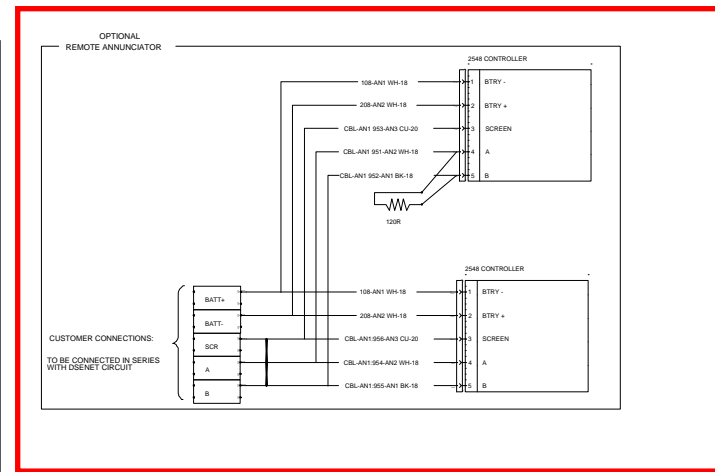 OPTIONAL
REMOTE ANNUNCIATOR
2548 CONTROLLER
108-AN1 WH-18
1 BTRY -
208-AN2 WH-18
2 BTRY +
CBL-AN1 953-AN3 CU-20
3 SCREEN
CBL-AN1 951-AN2 WH-18
4 A
CBL-AN1 952-AN1 BK-18
5 B
120R
2548 CONTROLLER
BATT+
108-AN1 WH-18
1 BTRY -
BATT-
208-AN2 WH-18
2 BTRY +
CUSTOMER CONNECTIONS:
SCR
CBL-AN1:956-AN3 CU-20
3 SCREEN
TO BE CONNECTED IN SERIES
WITH DSENET CIRCUIT
A
CBL-AN1:954-AN2 WH-18
4 A
B
CBL-AN1:955-AN1 BK-18
5 B